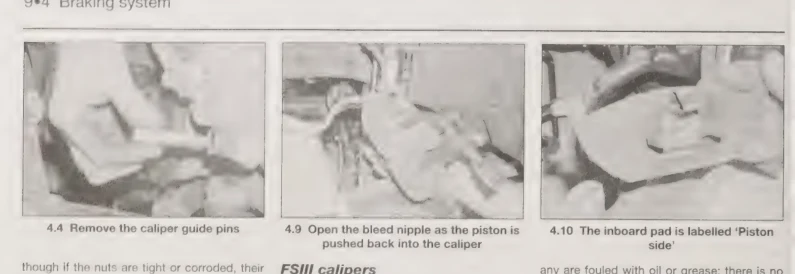 9•4 Braking system
4.4 Remove the caliper guide pins
4.9 Open the bleed nipple as the piston is
pushed back into the caliper
4.10 The inboard pad is labelled 'Piston
side'
though if the nuts are tight or corroded, their
FSIII calipers
any are fouled with oil or grease; there is no